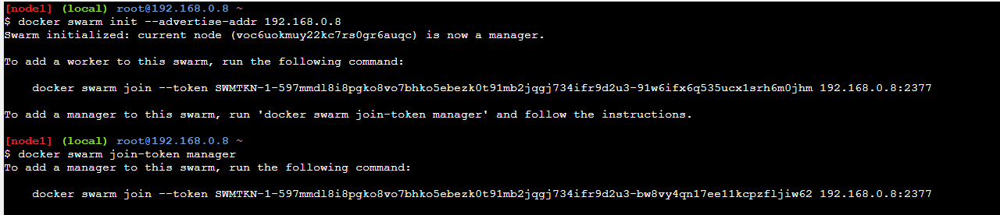 [node1] (local) root@192.168.0.8 ~
$ docker swarm init --advertise-addr 192.168.0.8
Swarm initialized: current node (voc6uokmuy22kc7rs0gr6auqc) is now a manager.
To add a worker to this swarm, run the following command:
docker swarm join --token SWMTKN-1-597mmdl8i8pgko8vo7bhko5ebezk0t91mb2jqgj734ifr9d2u3-91w6ifx6q535ucx1srh6m0jhm 192.168.0.8:2377
To add a manager to this swarm, run 'docker swarm join-token manager' and follow the instructions.
[node1] (local) root@192.168.0.8 ~
$ docker swarm join-token manager
To add a manager to this swarm, run the following command:
docker swarm join --token SWMTKN-1-597mmdl8i8pgko8vo7bhko5ebezk0t91mb2jqgj734ifr9d2u3-bw8vy4qn17ee11kcpzfljiw62 192.168.0.8:2377